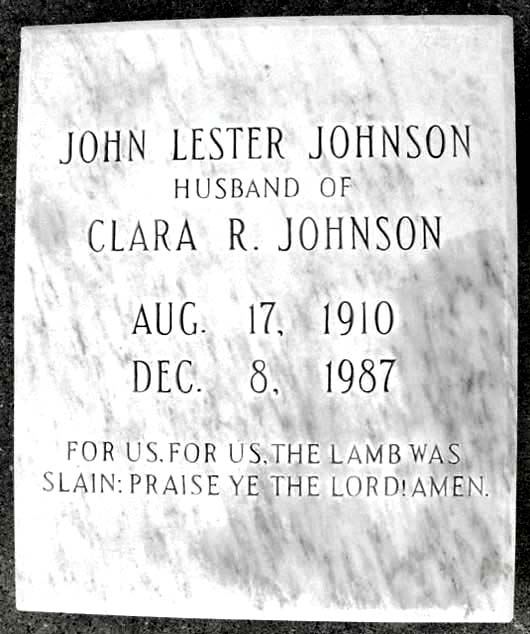 JOHN LESTER JOHNSON
HUSBAND OF
CLARA R. JOHNSON
AUG. 17, 1910
DEC. 8, 1987
FOR US, FOR US, THE LAMB WAS
SLAIN: PRAISE YE THE LORD! AMEN.